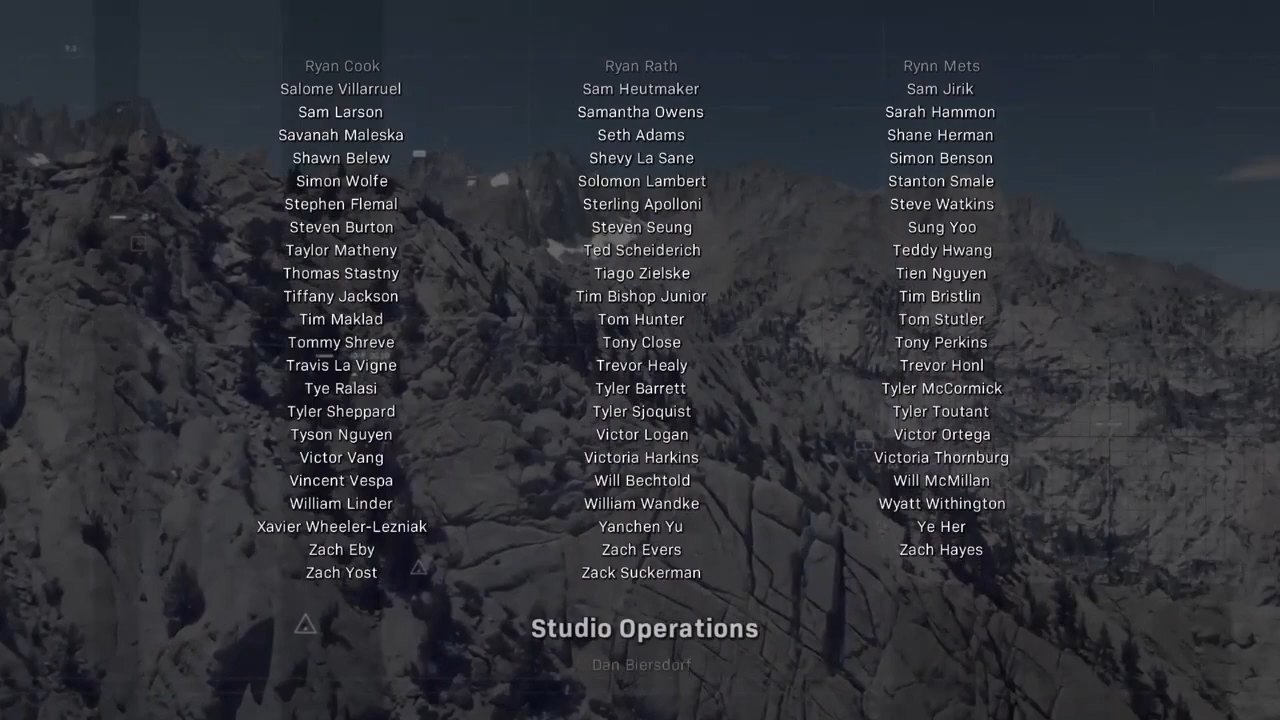 Ryan Cook Ryan Rath Rynn Mets
Salome Villarruel Sam Heutmaker Sam Jirik
Sam Larson Samantha Owens Sarah Hammon
Savanah Maleska Seth Adams Shane Herman
Shawn Belew Shevy La Sane Simon Benson
Simon Wolfe Solomon Lambert Stanton Smale
Stephen Flemal Sterling Apolloni Steve Watkins
Steven Burton Steven Seung Sung Yoo
Taylor Matheny Ted Scheiderich Teddy Hwang
Thomas Stastny Tiago Zielske Tien Nguyen
Tiffany Jackson Tim Bishop Junior Tim Bristlin
Tim Maklad Tom Hunter Tom Stutler
Tommy Shreve Tony Close Tony Perkins
Travis La Vigne Trevor Healy Trevor Honl
Tye Ralasi Tyler Barrett Tyler McCormick
Tyler Sheppard Tyler Sjoquist Tyler Toutant
Tyson Nguyen Victor Logan Victor Ortega
Victor Vang Victoria Harkins Victoria Thornburg
Vincent Vespa Will Bechtold Will McMillan
William Linder William Wandke Wyatt Withington
Xavier Wheeler-Lezniak Yanchen Yu Ye Her
Zach Eby Zach Evers Zach Hayes
Zach Yost Zack Suckerman
Studio Operations
Dan Biersdorf